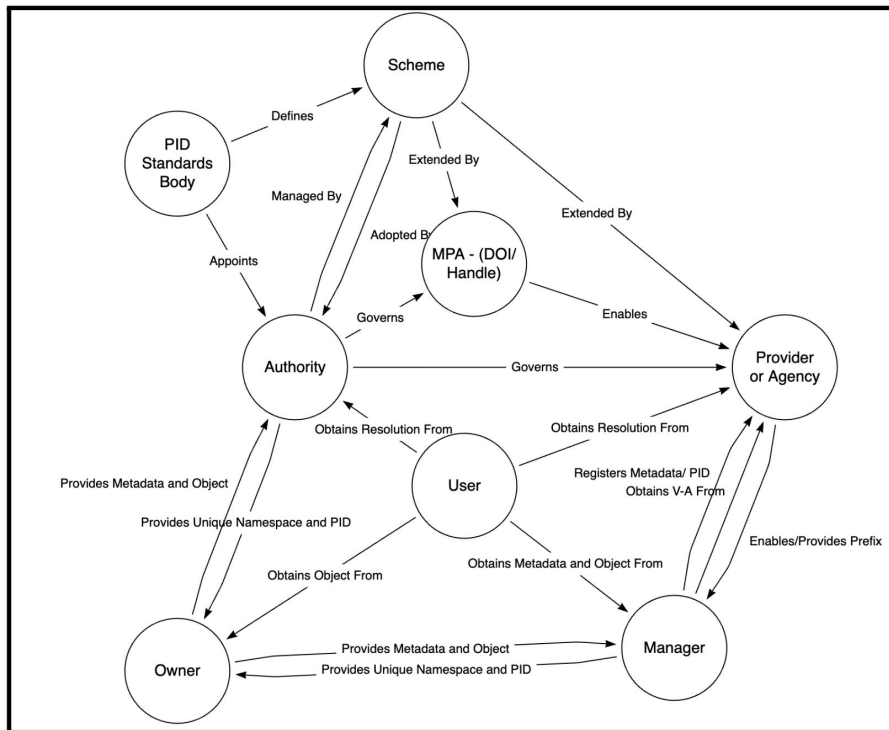 Scheme
Defines
PID
Standards
Body
Extended By
Managed By
Extended By
Adopted By
MPA - (DOI/
Handle)
Appoints
Governs
Enables
Authority
Governs
Provider
or Agency
Obtains Resolution From
Obtains Resolution From
Registers Metadata/ PID
Provides Metadata and Object
User
Obtains V-A From
Provides Unique Namespace and PID
Enables/Provides Prefix
Obtains Metadata and Object From
Obtains Object From
Provides Metadata and Object
Manager
Owner
Provides Unique Namespace and PID